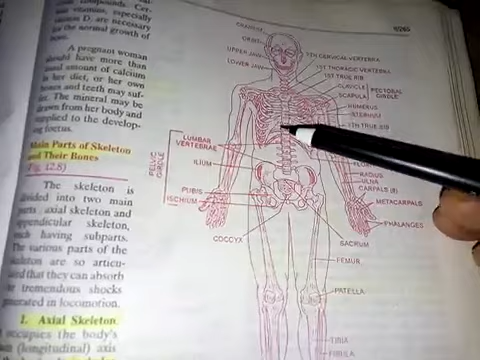 vitamin D, are necessary
for the normal growth of
A pregnant woman
should have more than
usual amount of calcium
in her diet, or her own
bones and teeth may suf-
fer. The mineral may be
drawn from her body and
supplied to the develop-
ing foetus.
Main Parts of Skeleton
and Their Bones
(Fig. 12.8)
The skeleton is
divided into two main
parts : axial skeleton and
appendicular skeleton,
each having subparts.
The various parts of the
skeleton are so articu-
lated that they can absorb
tremendous shocks
generated in locomotion.
I. Axial Skeleton.
occupies the body's
(longitudinal) axis
CRANIUM
ORBIT
UPPER JAW
LOWER JAW
7TH CERVICAL VERTEBRA
1ST THORACIC VERTEBRA
1ST TRUE RIB
CLAVICLE
SCAPULA
PECTORAL
GIRDLE
HUMERUS
STERNUM
7TH TRUE RIB
LUMBAR
VERTEBRAE
PELVIC
GIRDLE
ILIUM
PUBIS
ISCHIUM
COCCYX
RADIUS
ULNA
CARPALS (8)
METACARPALS
PHALANGES
SACRUM
FEMUR
PATELLA
TIBIA
FIBULA